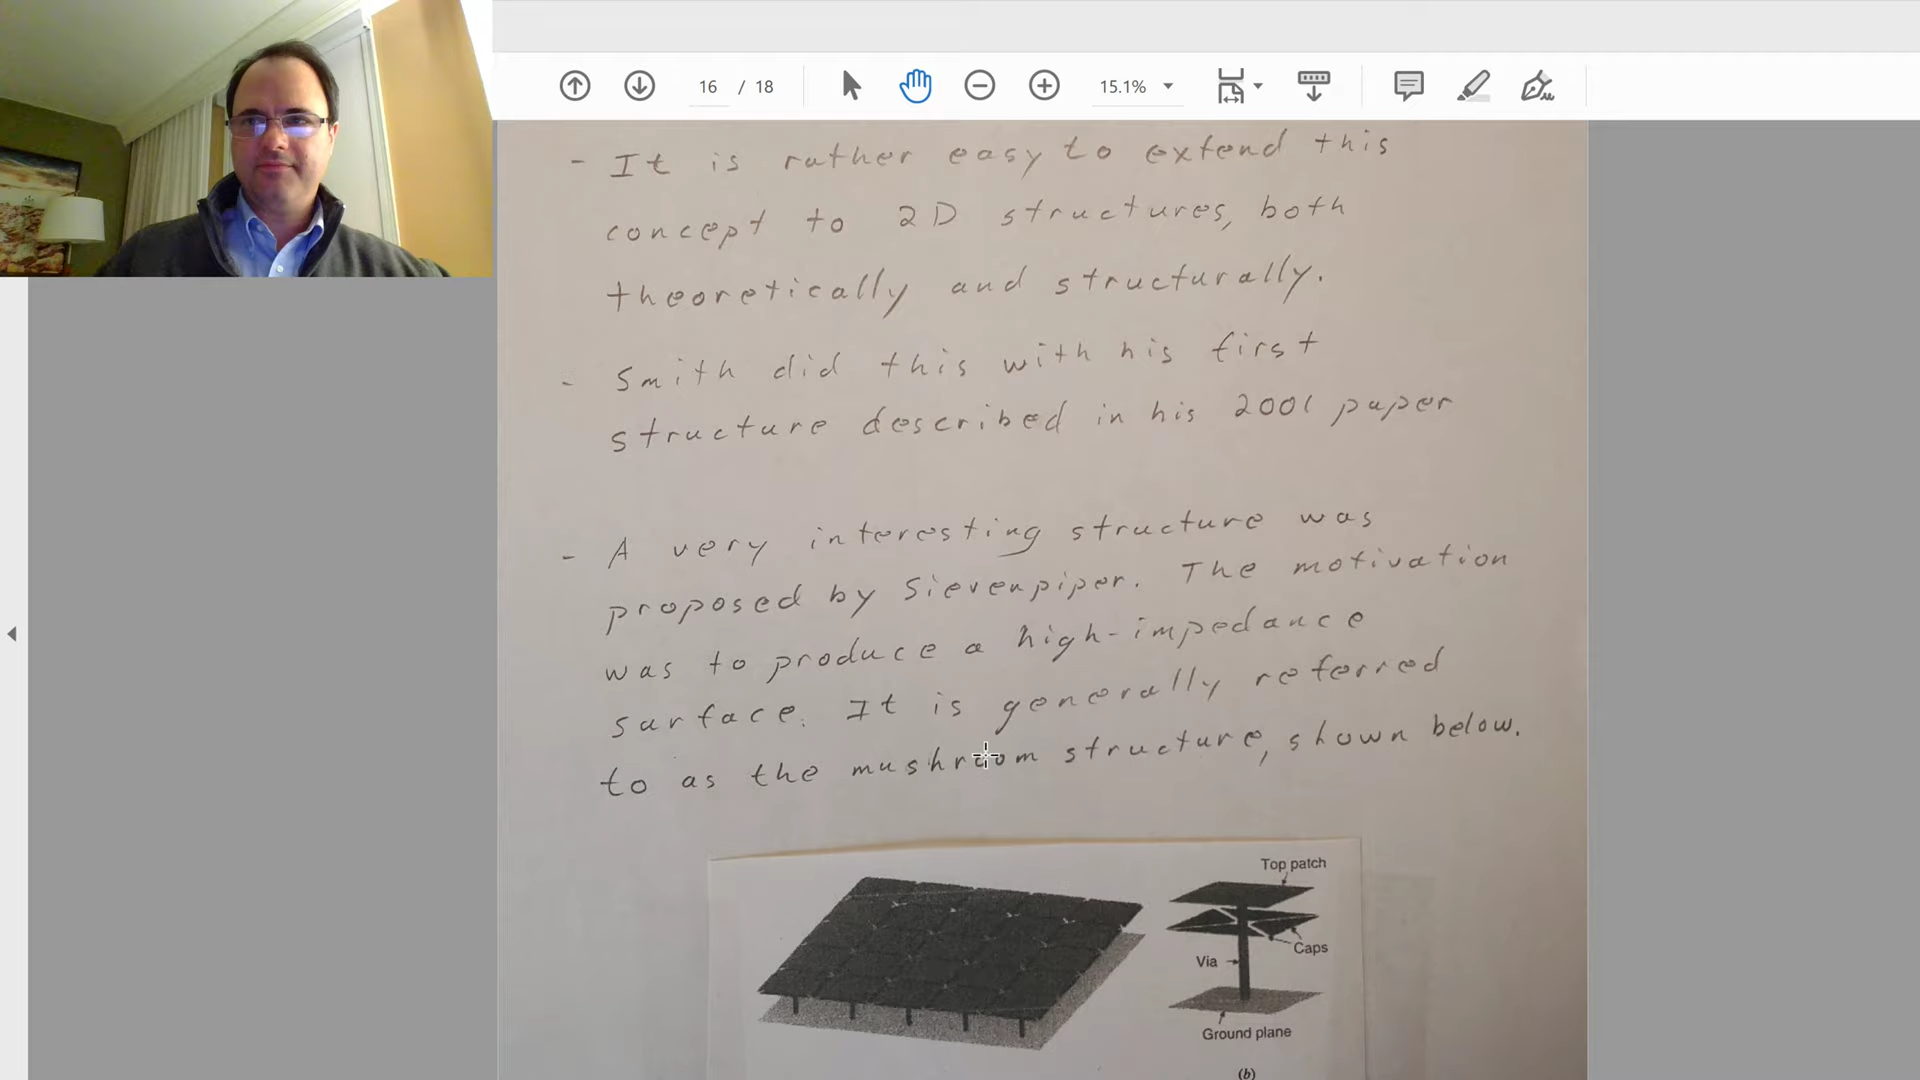 16 / 18
15.1%
- It is rather easy to extend this
concept to 2D structures, both
theoretically and structurally.
- Smith did this with his first
structure described in his 2001 paper
- A very interesting structure was
proposed by Sievenpiper. The motivation
was to produce a high-impedance
surface. It is generally referred
to as the mushroom structure, shown below.
Top patch
Caps
Via
Ground plane
(b)